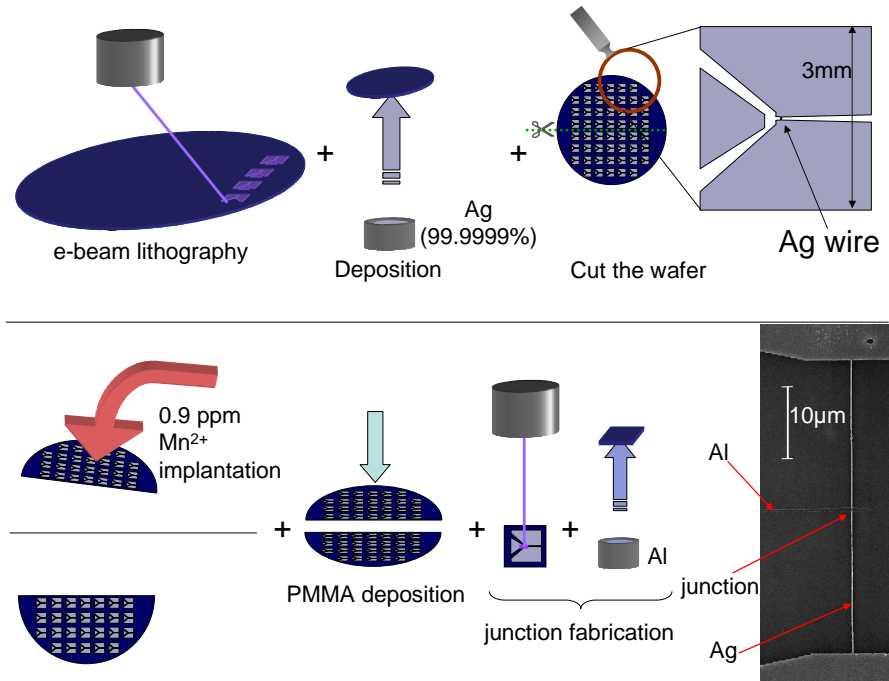 e-beam lithography
+
Ag
(99.9999%)
Deposition
+
Cut the wafer
3mm
Ag wire
0.9 ppm
Mn²⁺
implantation
+
PMMA deposition
+
+
Al
junction fabrication
10µm
Al
junction
Ag